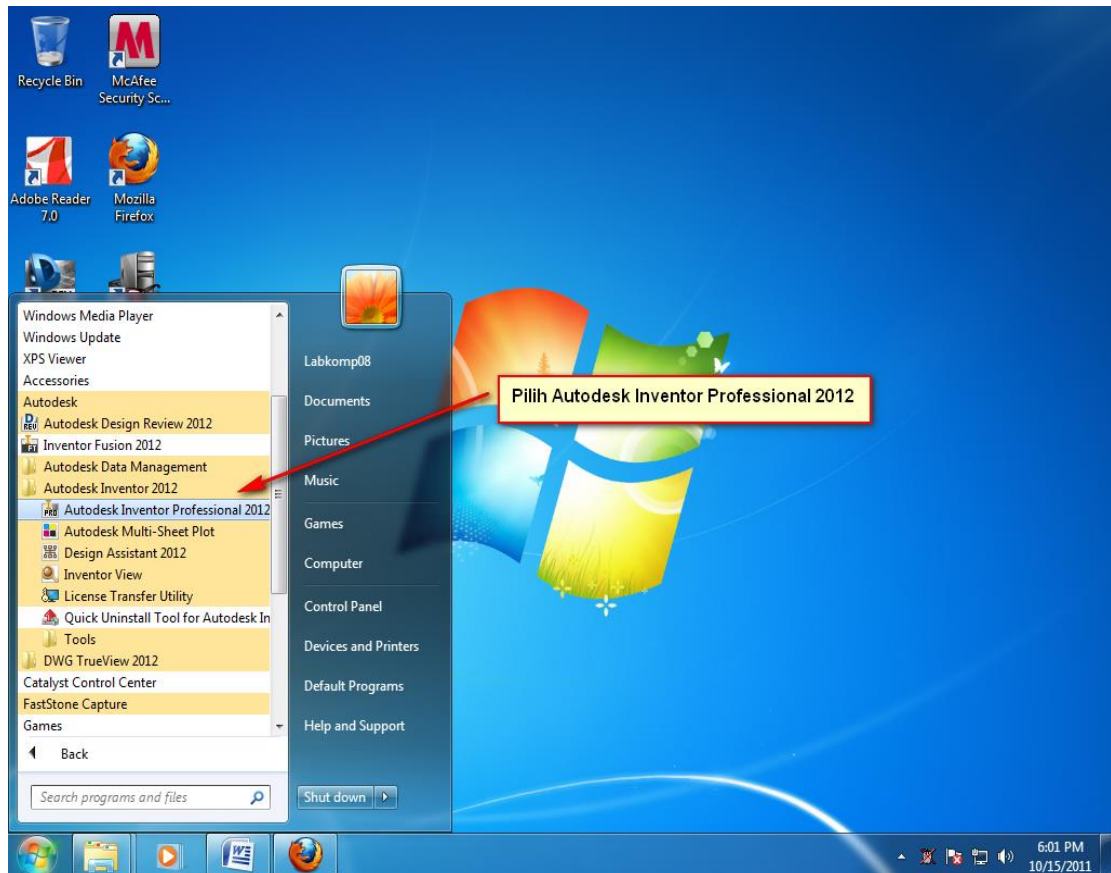 Recycle Bin
McAfee
Security Sc...
Adobe Reader
7.0
Mozilla
Firefox
Windows Media Player
Windows Update
XPS Viewer
Accessories
Autodesk
Autodesk Design Review 2012
Inventor Fusion 2012
Autodesk Data Management
Autodesk Inventor 2012
Autodesk Inventor Professional 2012
Autodesk Multi-Sheet Plot
Design Assistant 2012
Inventor View
License Transfer Utility
Quick Uninstall Tool for Autodesk In
Tools
DWG TrueView 2012
Catalyst Control Center
FastStone Capture
Games
Back
Search programs and files
Labkomp08
Documents
Pictures
Music
Games
Computer
Control Panel
Devices and Printers
Default Programs
Help and Support
Shut down
Pilih Autodesk Inventor Professional 2012
6:01 PM
10/15/2011